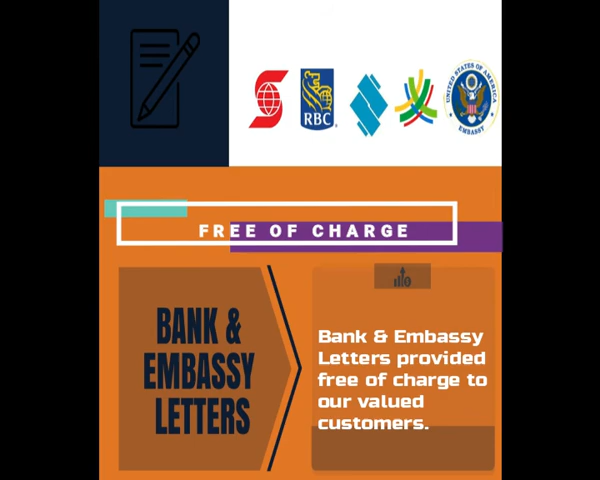 RBC
UNITED STATES OF AMERICA
EMBASSY
FREE OF CHARGE
BANK &
EMBASSY
LETTERS
Bank & Embassy
Letters provided
free of charge to
our valued
customers.